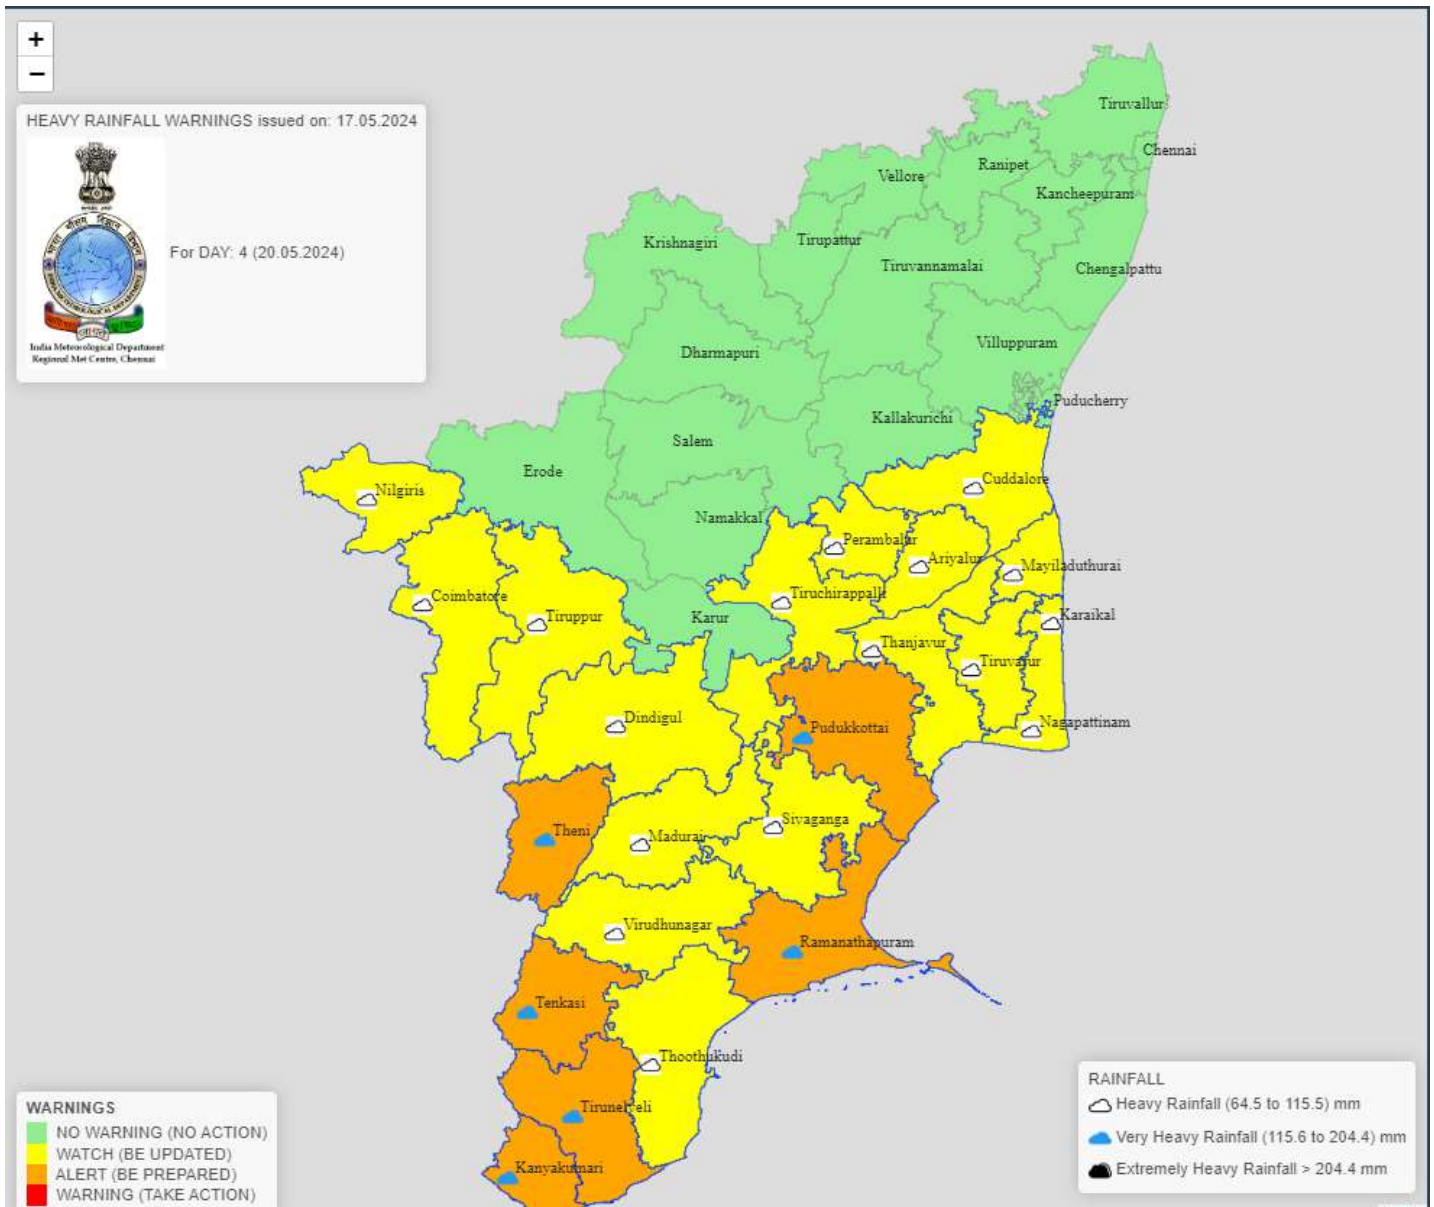 +
−
HEAVY RAINFALL WARNINGS issued on: 17.05.2024
India Meteorological Department
Regional Met Centre, Chennai
For DAY: 4 (20.05.2024)
Tiruvallur
Chennai
Ranipet
Vellore
Kancheepuram
Krishnagiri
Tirupattur
Tiruvannamalai
Chengalpattu
Villuppuram
Dharmapuri
Puducherry
Kallakurichi
Salem
Erode
Cuddalore
Nilgiris
Namakkal
Perambalur
Ariyalur
Mayiladuthurai
Coimbatore
Tiruchirappalli
Tiruppur
Karur
Karaikal
Thanjavur
Tiruvarur
Dindigul
Pudukkottai
Nagapattinam
Theni
Madurai
Sivaganga
Virudhunagar
Ramanathapuram
Tenkasi
Thoothukudi
Tirunelveli
Kanyakumari
WARNINGS
NO WARNING (NO ACTION)
WATCH (BE UPDATED)
ALERT (BE PREPARED)
WARNING (TAKE ACTION)
RAINFALL
Heavy Rainfall (64.5 to 115.5) mm
Very Heavy Rainfall (115.6 to 204.4) mm
Extremely Heavy Rainfall > 204.4 mm